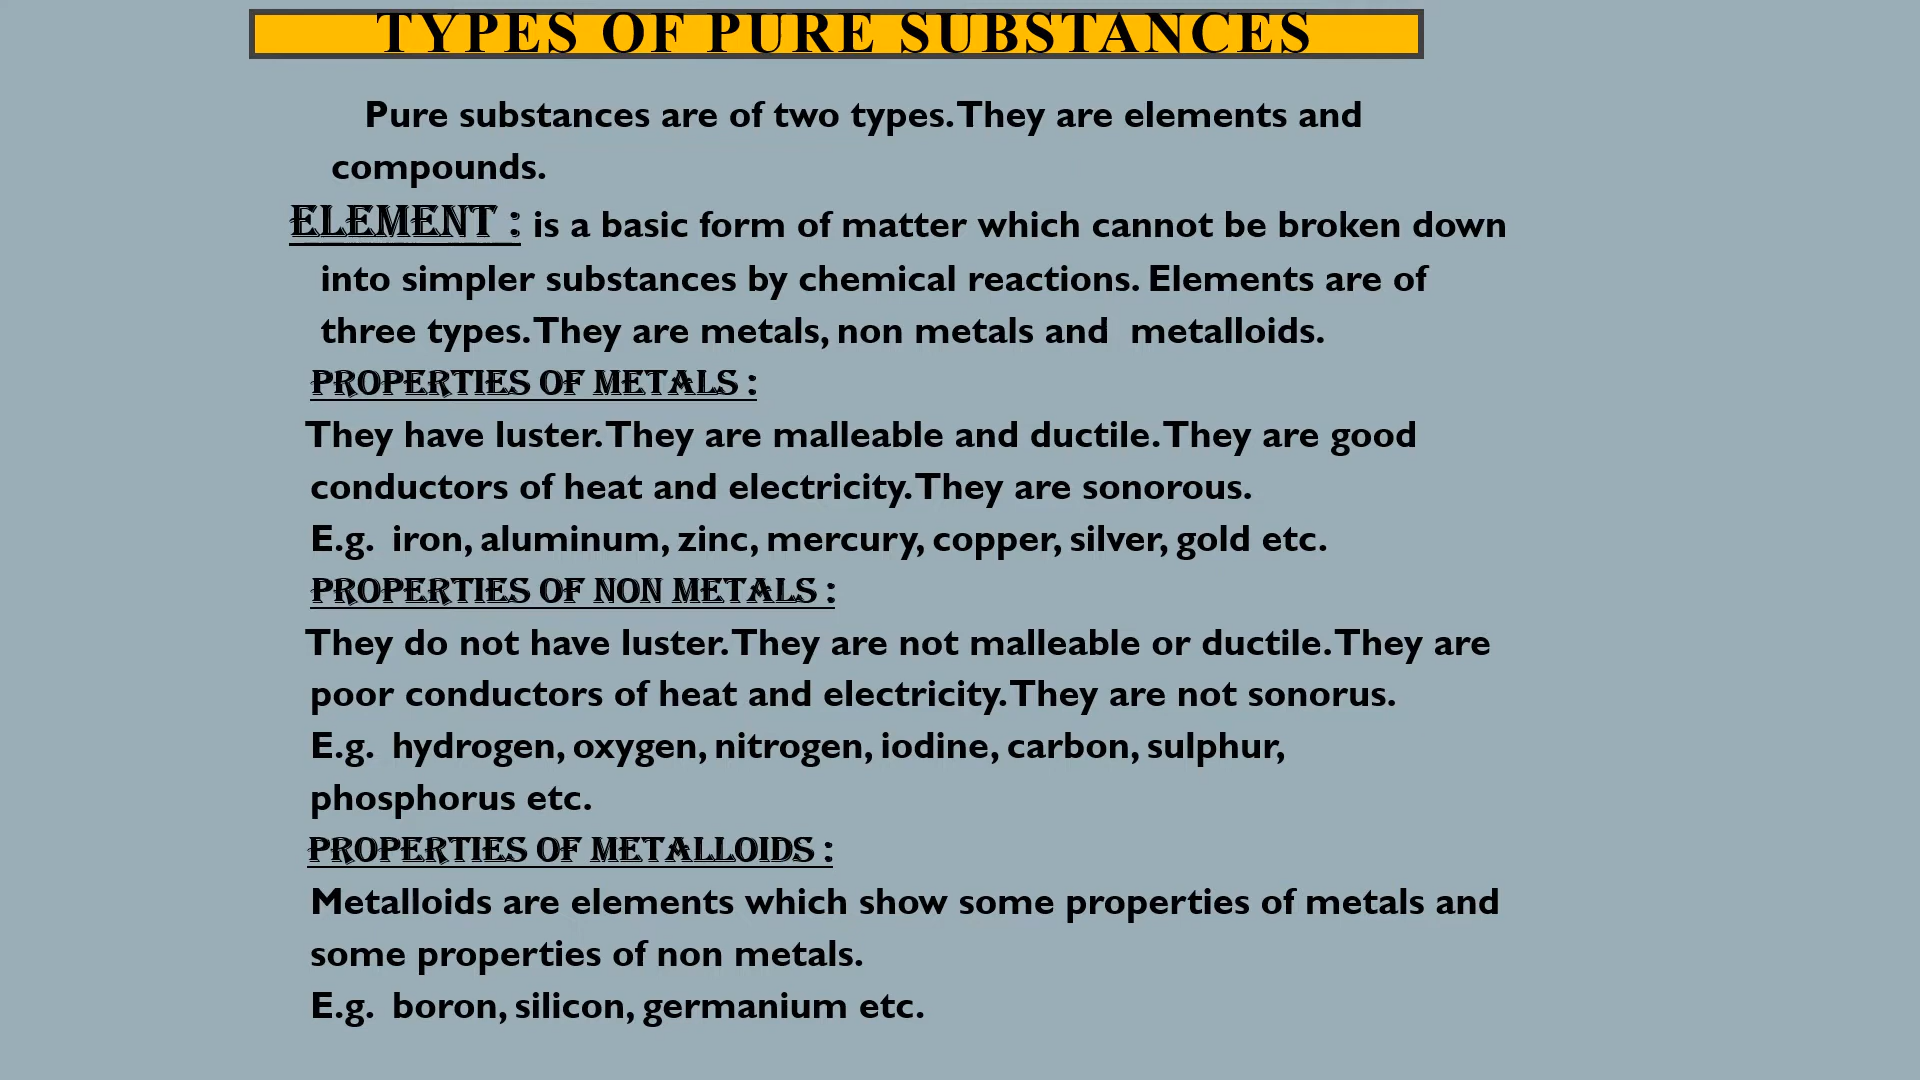 TYPES OF PURE SUBSTANCES
Pure substances are of two types. They are elements and
compounds.
ELEMENT : is a basic form of matter which cannot be broken down
into simpler substances by chemical reactions. Elements are of
three types. They are metals, non metals and metalloids.
PROPERTIES OF METALS :
They have luster. They are malleable and ductile. They are good
conductors of heat and electricity. They are sonorous.
E.g. iron, aluminum, zinc, mercury, copper, silver, gold etc.
PROPERTIES OF NON METALS :
They do not have luster. They are not malleable or ductile. They are
poor conductors of heat and electricity. They are not sonorus.
E.g. hydrogen, oxygen, nitrogen, iodine, carbon, sulphur,
phosphorus etc.
PROPERTIES OF METALLOIDS :
Metalloids are elements which show some properties of metals and
some properties of non metals.
E.g. boron, silicon, germanium etc.